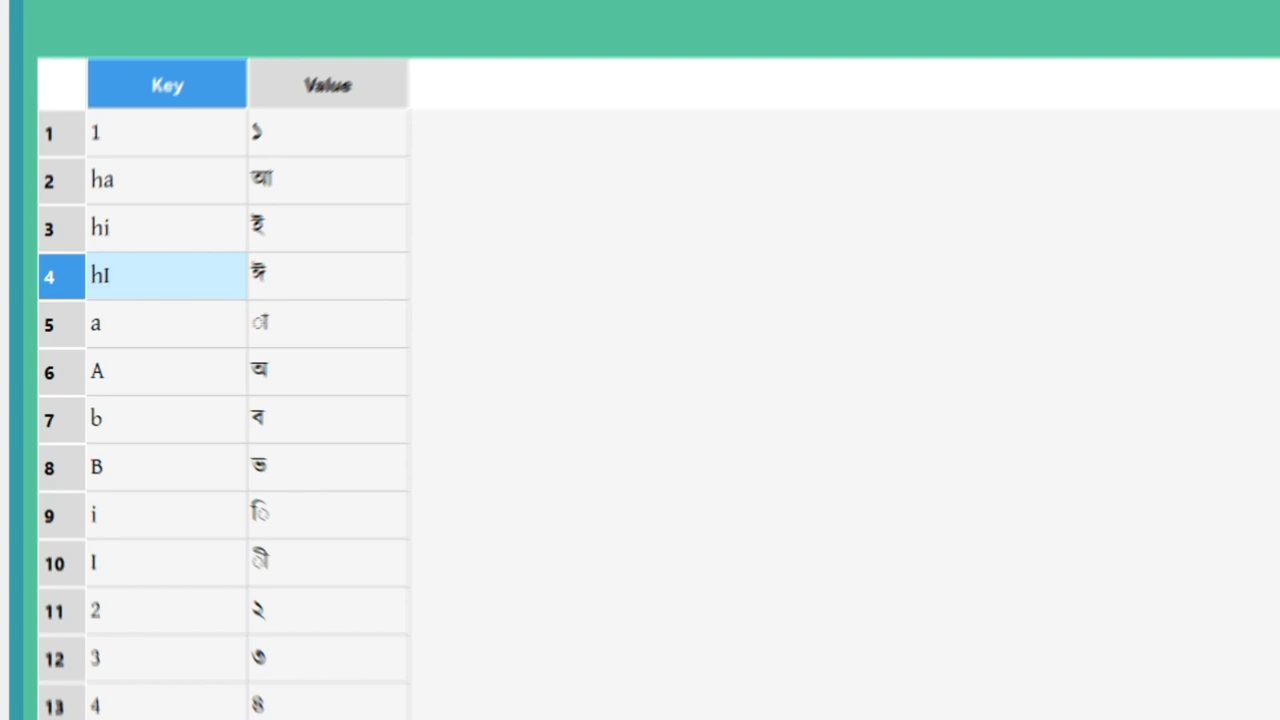 Key Value
1 1 ১
2 ha আ
3 hi ই
4 hI ঈ
5 a া
6 A অ
7 b ব
8 B ভ
9 i ি
10 I ী
11 2 ২
12 3 ৩
13 4 ৪